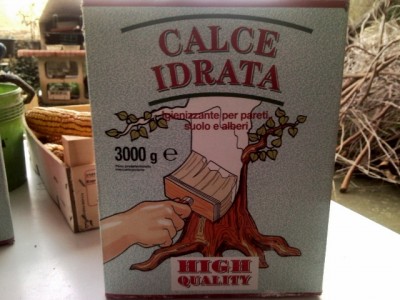 CALCE
IDRATA
igienizzante per pareti,
suolo e alberi
3000 g e
HIGH
QUALITY